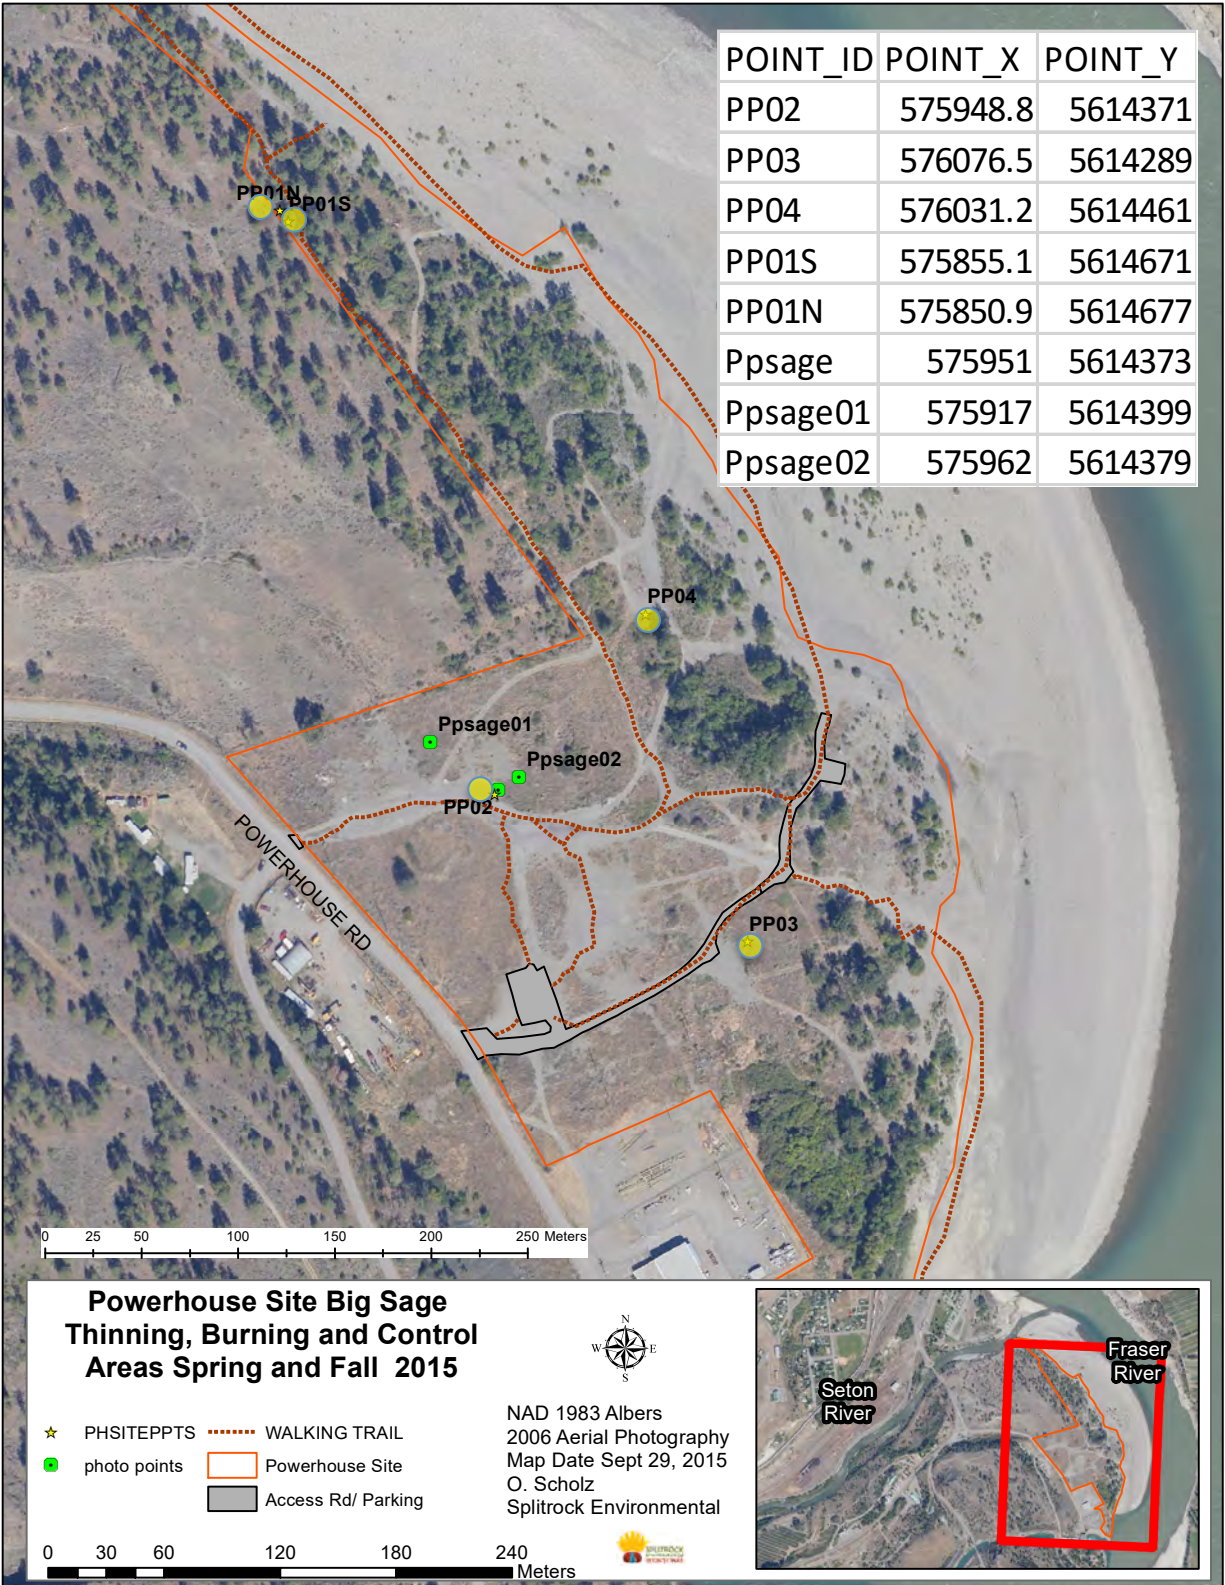 POINT_ID POINT_X POINT_Y
PP02 575948.8 5614371
PP03 576076.5 5614289
PP04 576031.2 5614461
PP01S 575855.1 5614671
PP01N 575850.9 5614677
Ppsage 575951 5614373
Ppsage01 575917 5614399
Ppsage02 575962 5614379
PP01N
PP01S
PP04
Ppsage01
Ppsage02
PP02
POWERHOUSE RD
PP03
0 25 50 100 150 200 250 Meters
Powerhouse Site Big Sage
Thinning, Burning and Control
Areas Spring and Fall 2015
N
W E
S
PHSITEPPTS WALKING TRAIL
photo points Powerhouse Site
Access Rd/ Parking
NAD 1983 Albers
2006 Aerial Photography
Map Date Sept 29, 2015
O. Scholz
Splitrock Environmental
0 30 60 120 180 240
Meters
SPLITROCK
Fraser
River
Seton
River